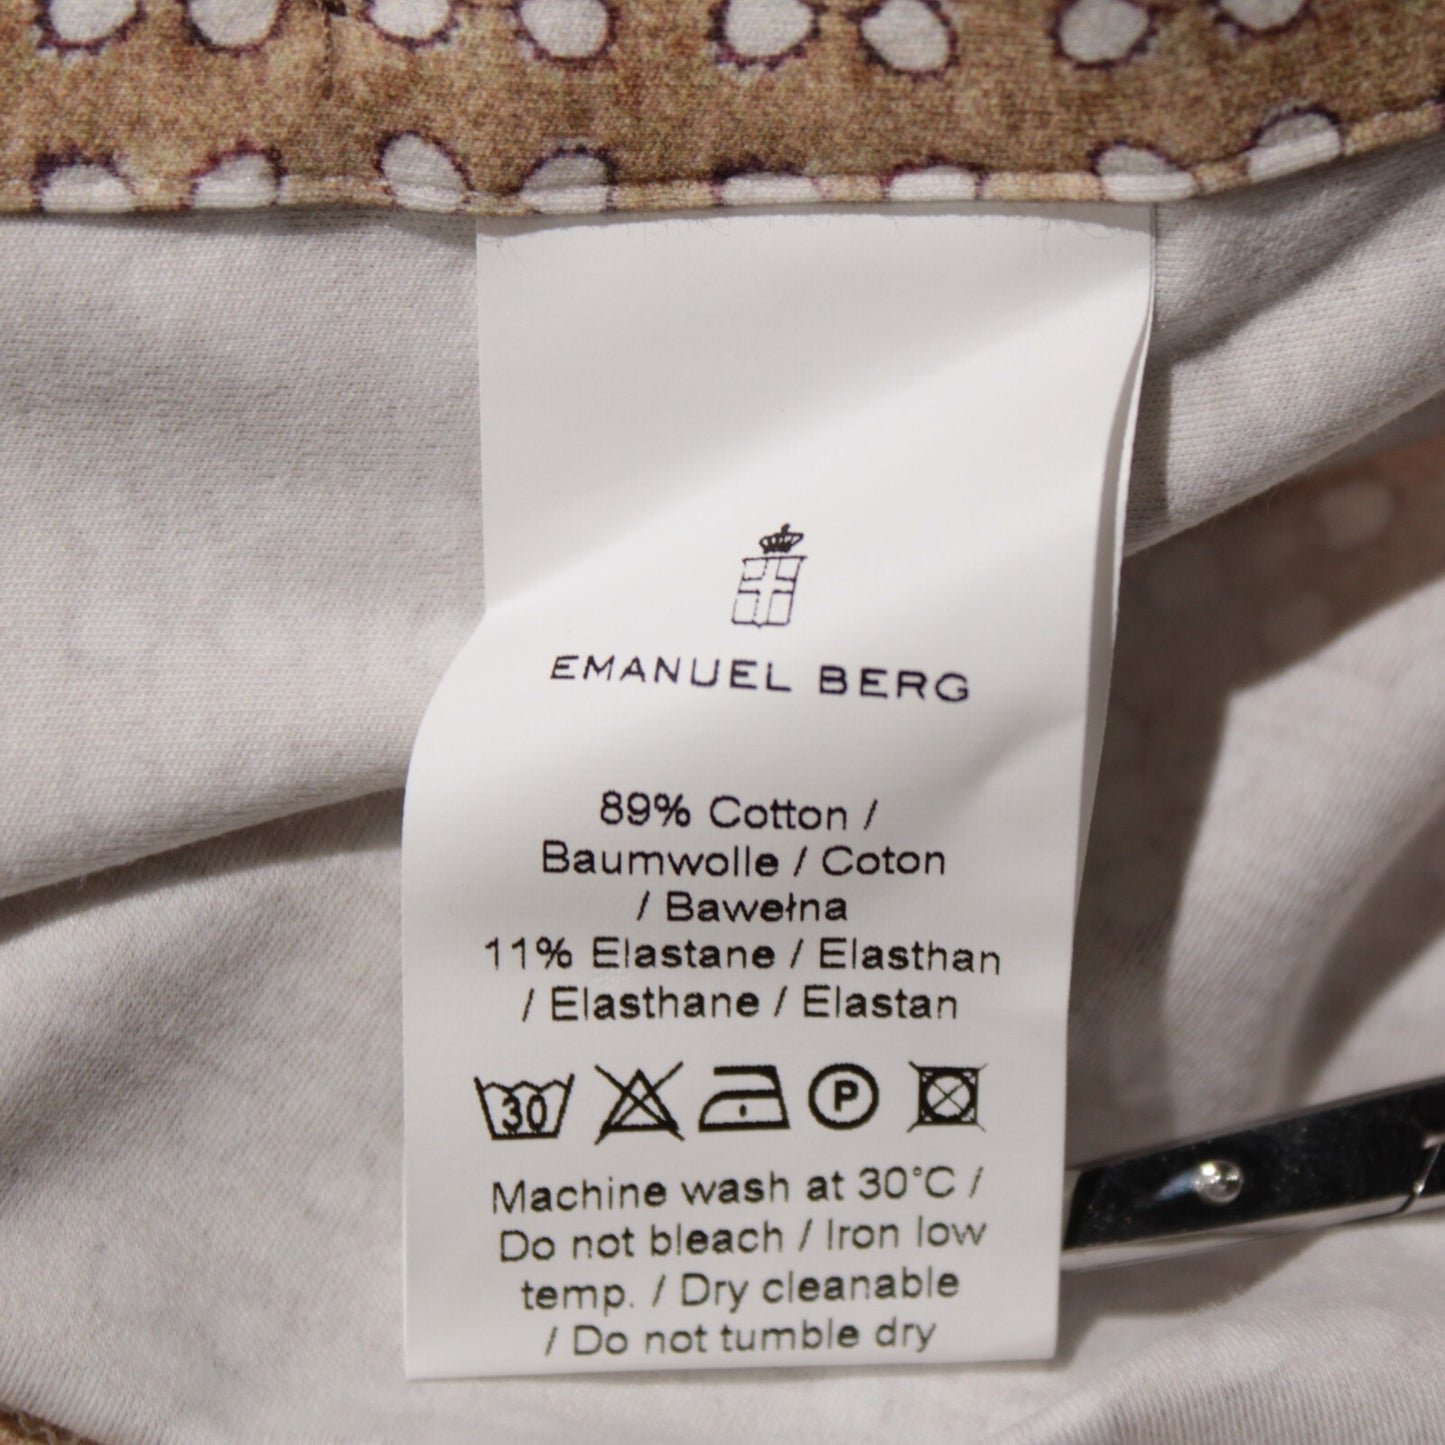 EMANUEL BERG
89% Cotton /
Baumwolle / Coton
/ Bawełna
11% Elastane / Elasthan
/ Elasthane / Elastan
30 P
Machine wash at 30°C /
Do not bleach / Iron low
temp. / Dry cleanable
/ Do not tumble dry